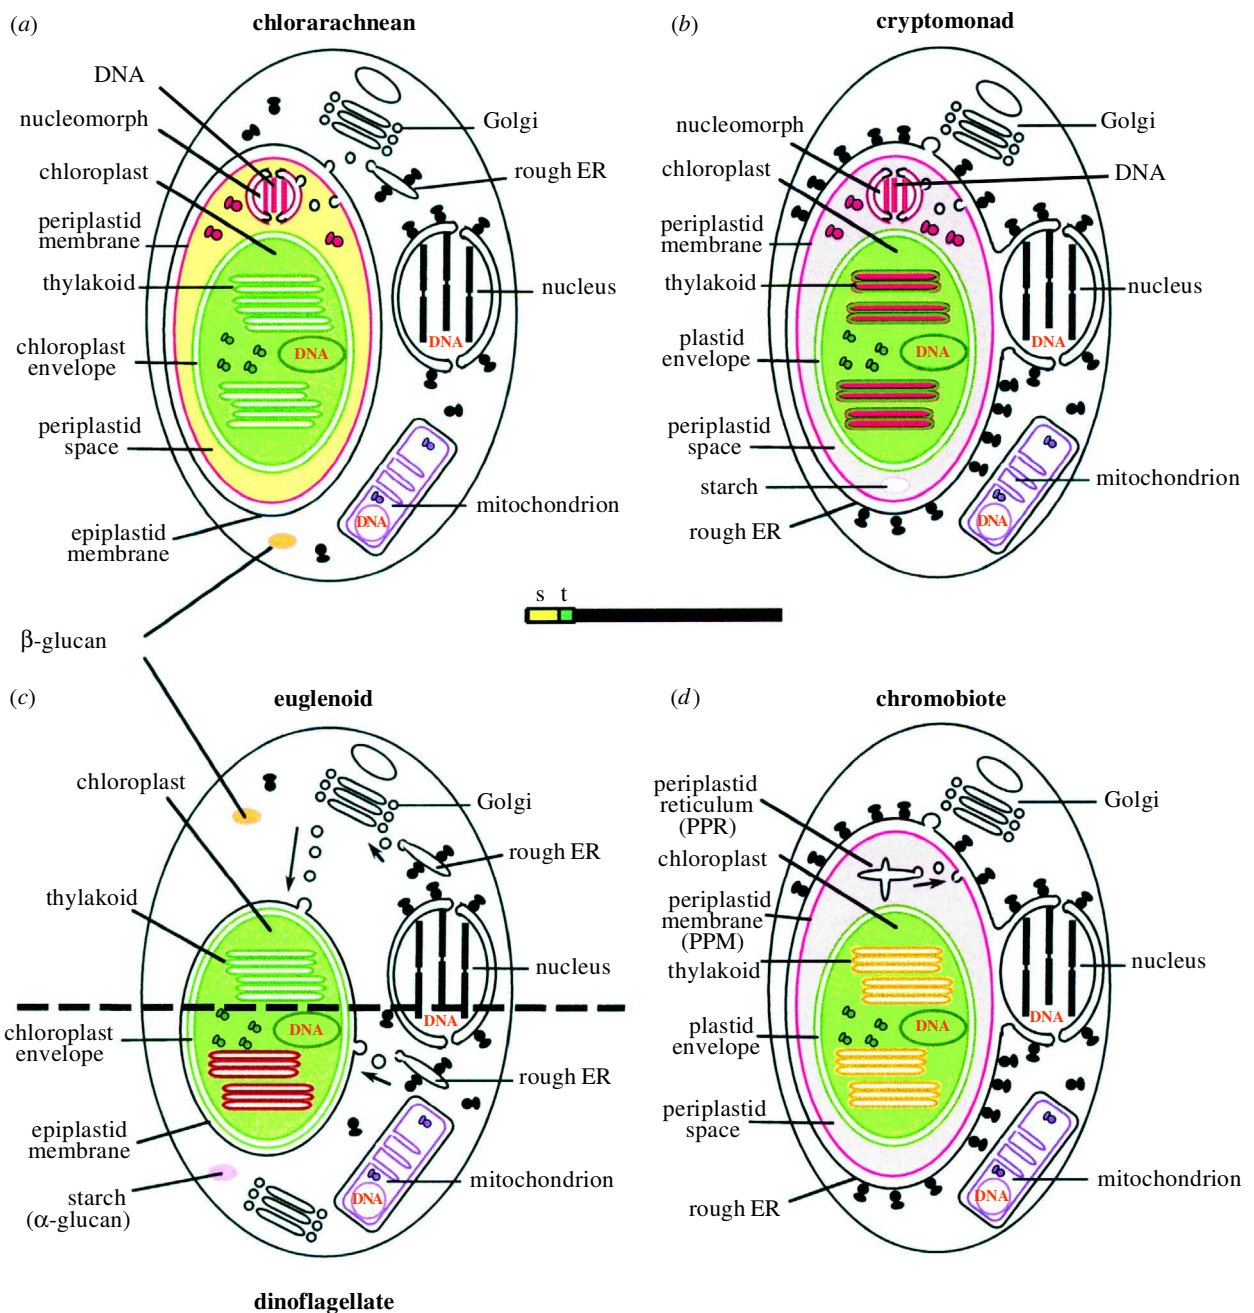 (a)
chlorarachnean
DNA
nucleomorph
chloroplast
periplastid
membrane
thylakoid
chloroplast
envelope
periplastid
space
epiplastid
membrane
Golgi
rough ER
nucleus
DNA
DNA
mitochondrion
DNA
(b)
cryptomonad
nucleomorph
chloroplast
periplastid
membrane
thylakoid
plastid
envelope
periplastid
space
starch
rough ER
Golgi
DNA
nucleus
DNA
DNA
mitochondrion
DNA
s t
β-glucan
(c)
euglenoid
chloroplast
thylakoid
chloroplast
envelope
epiplastid
membrane
starch
(α-glucan)
Golgi
rough ER
nucleus
DNA
DNA
rough ER
mitochondrion
DNA
dinoflagellate
(d)
chromobiote
periplastid
reticulum
(PPR)
chloroplast
periplastid
membrane
(PPM)
thylakoid
plastid
envelope
periplastid
space
rough ER
Golgi
nucleus
DNA
DNA
mitochondrion
DNA